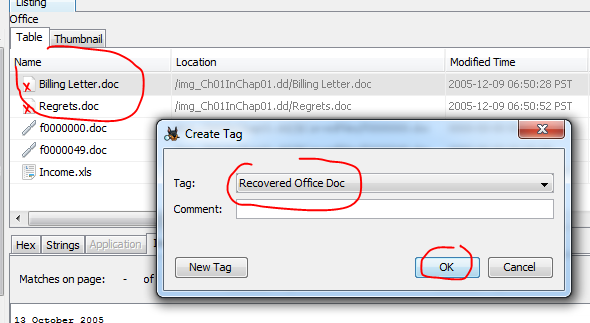 Listing
Office
Table Thumbnail
Name Location Modified Time
Billing Letter.doc /img_Ch01InChap01.dd/Billing Letter.doc 2005-12-09 06:50:28 PST
Regrets.doc /img_Ch01InChap01.dd/Regrets.doc 2005-12-09 06:50:52 PST
f0000000.doc
f0000049.doc
Income.xls
Create Tag
Tag: Recovered Office Doc
Comment:
New Tag OK Cancel
Hex Strings Application
Matches on page: - of
13 October 2005